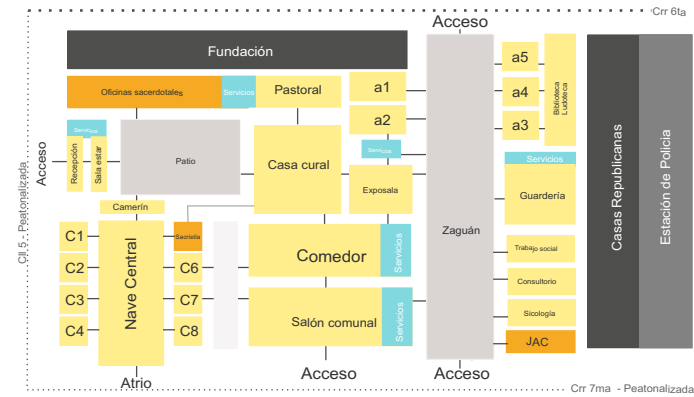 Crr 6ta
Acceso
Fundación
Oficinas sacerdotales
Servicios
Pastoral
a1
a2
a5
a4
a3
Biblioteca
Ludoteca
Servicios
Servicios
Acceso
Recepción
Sala estar
Patio
Casa cural
Exposala
Servicios
Guardería
Camerín
C1
C2
C3
C4
Nave Central
Sacristía
C6
C7
C8
Comedor
Servicios
Salón comunal
Servicios
Zaguán
Trabajo social
Consultorio
Sicología
JAC
Casas Republicanas
Estación de Policia
Cll 5 - Peatonalizada
Atrio
Acceso
Acceso
Crr 7ma - Peatonalizada